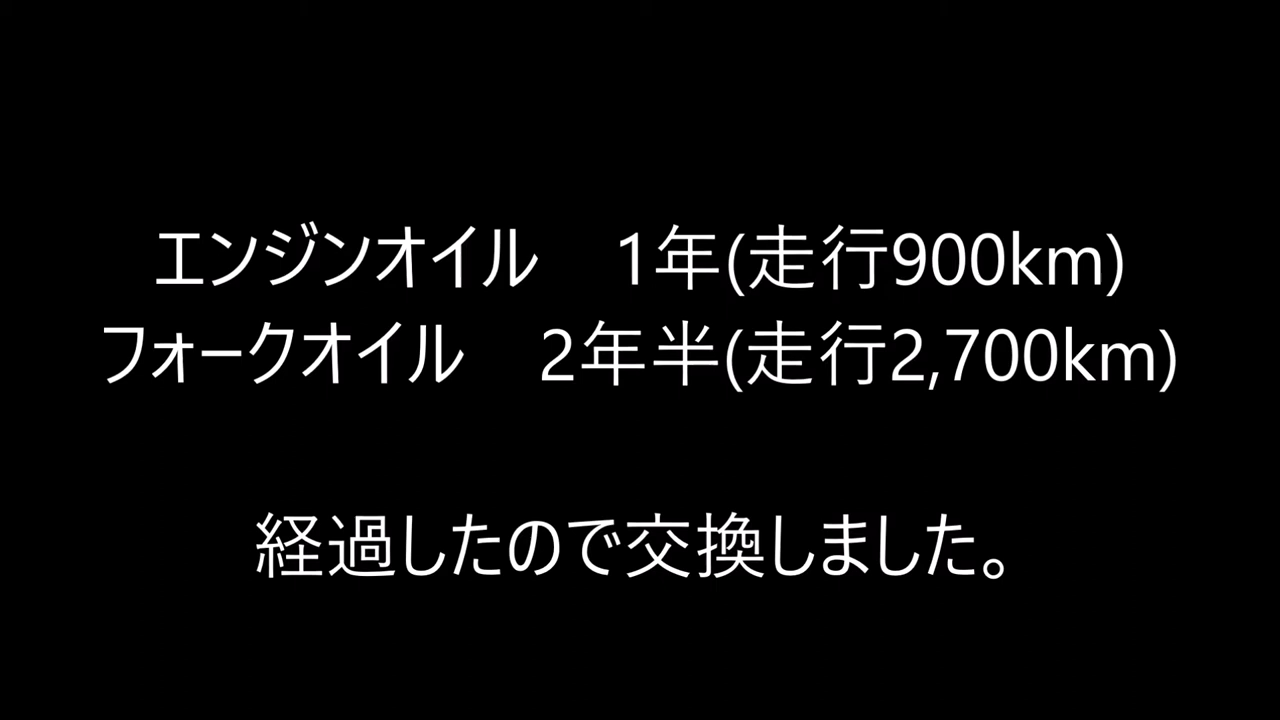 エンジンオイル　1年(走行900km)
フォークオイル　2年半(走行2,700km)
経過したので交換しました。